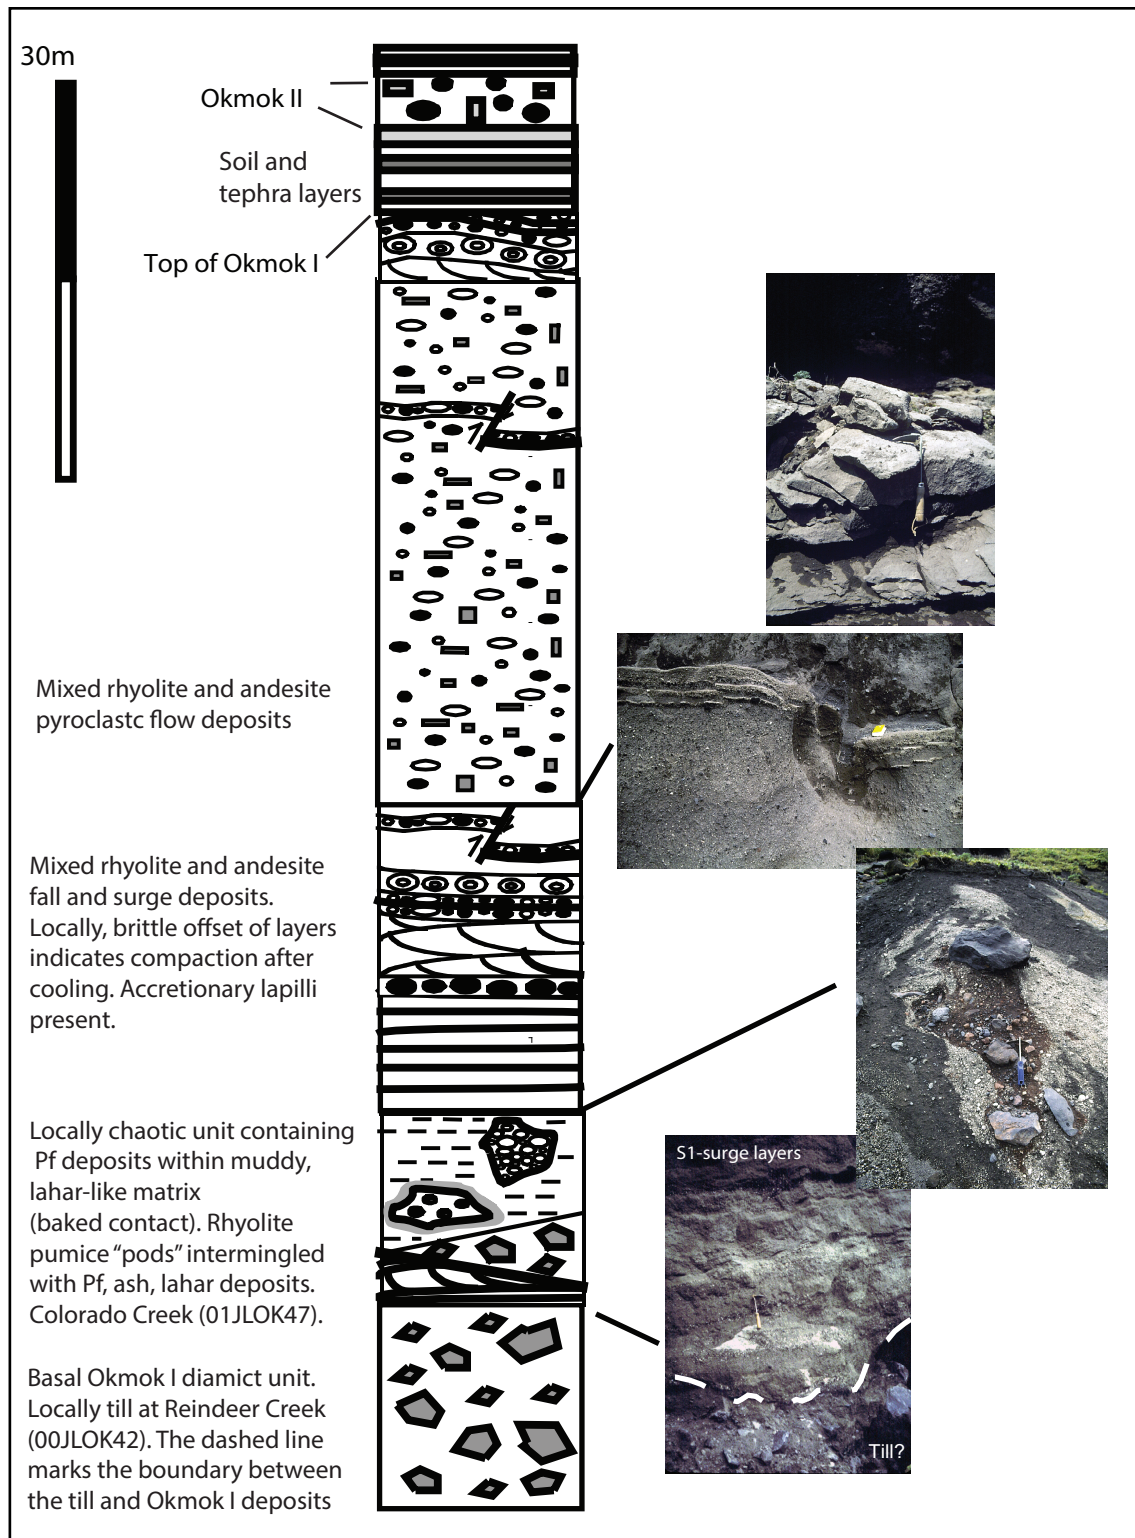 30m
Okmok II
Soil and
tephra layers
Top of Okmok I
Mixed rhyolite and andesite
pyroclastc flow deposits
Mixed rhyolite and andesite
fall and surge deposits.
Locally, brittle offset of layers
indicates compaction after
cooling. Accretionary lapilli
present.
Locally chaotic unit containing
Pf deposits within muddy,
lahar-like matrix
(baked contact). Rhyolite
pumice “pods” intermingled
with Pf, ash, lahar deposits.
Colorado Creek (01JLOK47).
S1-surge layers
Till?
Basal Okmok I diamict unit.
Locally till at Reindeer Creek
(00JLOK42). The dashed line
marks the boundary between
the till and Okmok I deposits